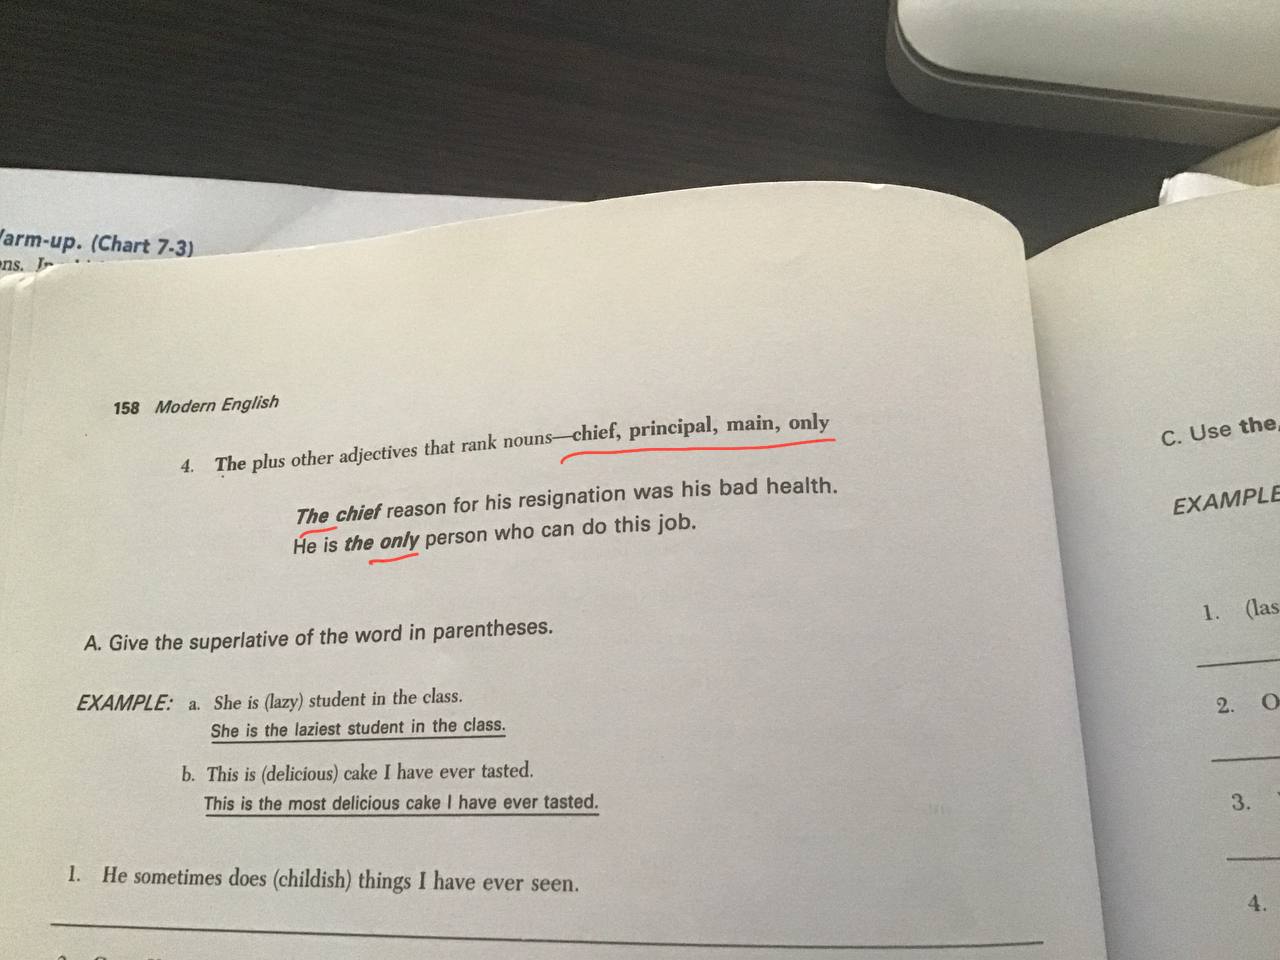 arm-up. (Chart 7-3)
ns.
158 Modern English
4. The plus other adjectives that rank nouns—chief, principal, main, only
The chief reason for his resignation was his bad health.
He is the only person who can do this job.
A. Give the superlative of the word in parentheses.
EXAMPLE: a. She is (lazy) student in the class.
She is the laziest student in the class.
b. This is (delicious) cake I have ever tasted.
This is the most delicious cake I have ever tasted.
1. He sometimes does (childish) things I have ever seen.
C. Use the,
EXAMPLE
1. (las
2. O
3.
4.